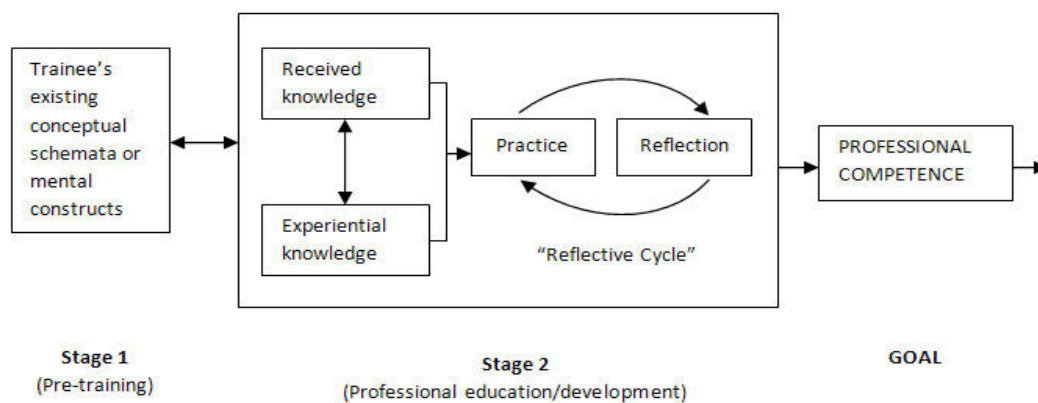 Trainee's
existing
conceptual
schemata or
mental
constructs
Received
knowledge
Experiential
knowledge
Practice
Reflection
"Reflective Cycle"
PROFESSIONAL
COMPETENCE
Stage 1
(Pre-training)
Stage 2
(Professional education/development)
GOAL